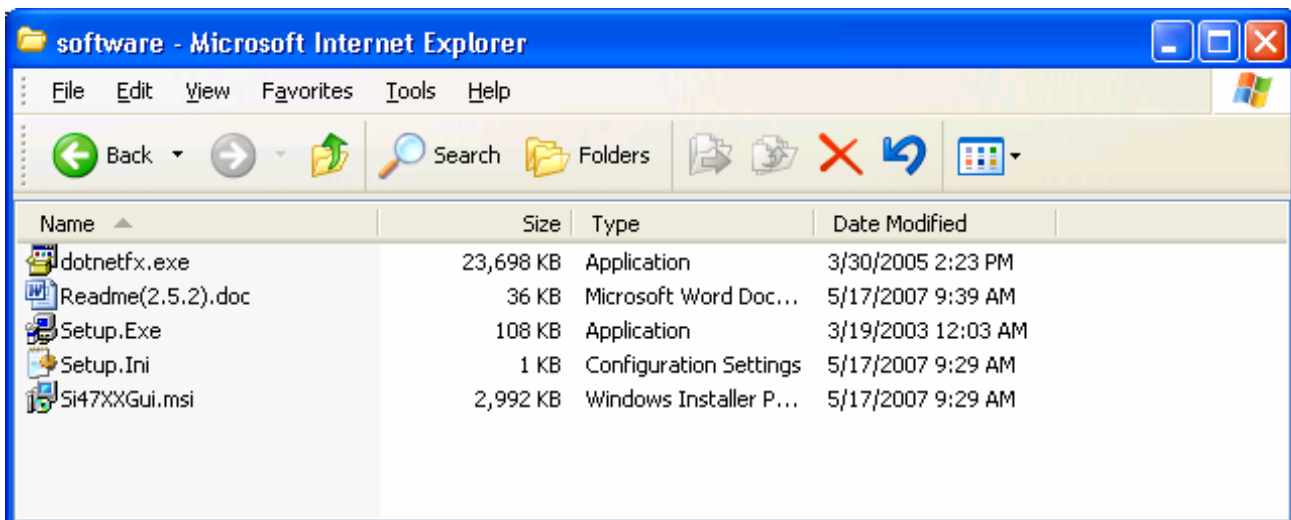 software - Microsoft Internet Explorer
File Edit View Favorites Tools Help
Back Search Folders
Name Size Type Date Modified
dotnetfx.exe 23,698 KB Application 3/30/2005 2:23 PM
Readme(2.5.2).doc 36 KB Microsoft Word Doc... 5/17/2007 9:39 AM
Setup.Exe 108 KB Application 3/19/2003 12:03 AM
Setup.Ini 1 KB Configuration Settings 5/17/2007 9:29 AM
Si47XXGui.msi 2,992 KB Windows Installer P... 5/17/2007 9:29 AM